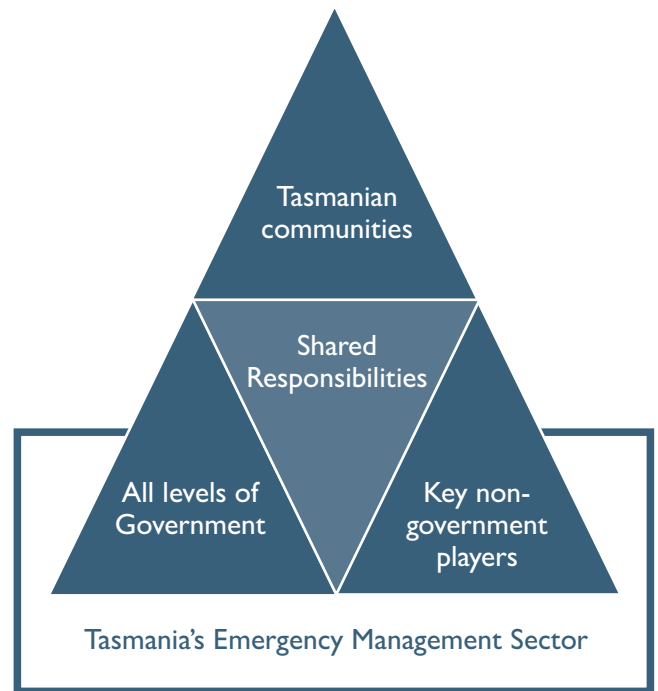 Tasmanian
communities
Shared
Responsibilities
All levels of
Government
Key non-
government
players
Tasmania’s Emergency Management Sector